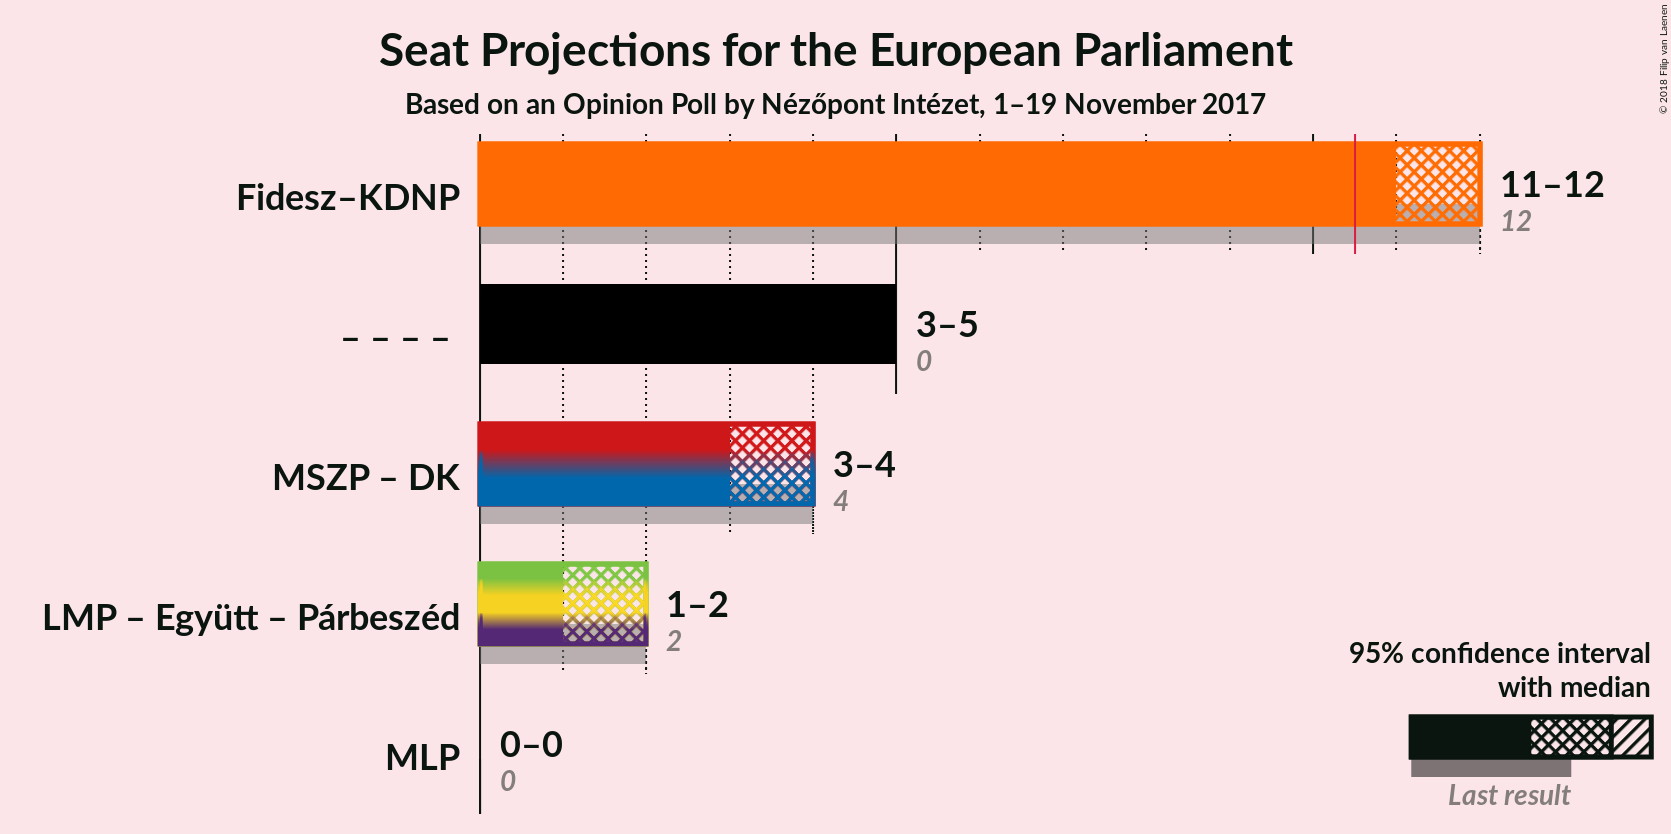 Seat Projections for the European Parliament
Based on an Opinion Poll by Nézőpont Intézet, 1–19 November 2017
© 2018 Filip van Laenen
Fidesz–KDNP
11–12
12
– – – –
3–5
0
MSZP – DK
3–4
4
LMP – Együtt – Párbeszéd
1–2
2
MLP
0–0
0
95% confidence interval
with median
Last result